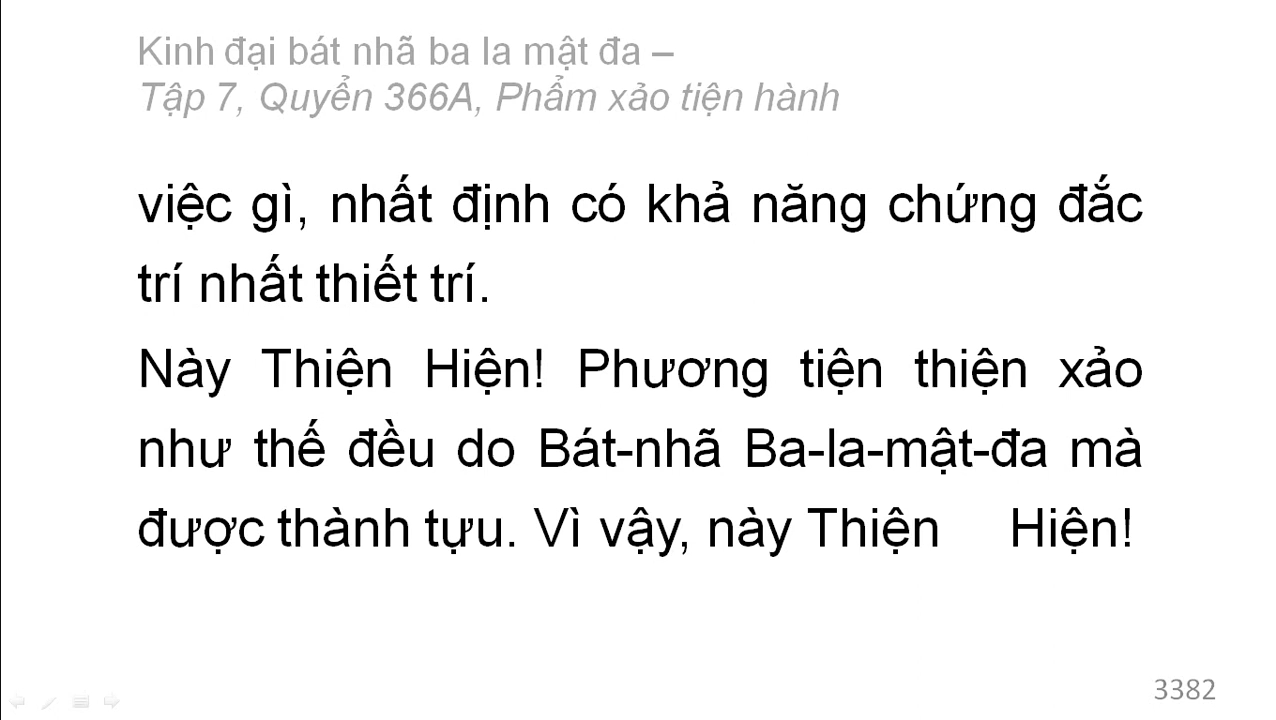 Kinh đại bát nhã ba la mật đa –
Tập 7, Quyển 366A, Phẩm xảo tiện hành
việc gì, nhất định có khả năng chứng đắc
trí nhất thiết trí.
Này Thiện Hiện! Phương tiện thiện xảo
như thế đều do Bát-nhã Ba-la-mật-đa mà
được thành tựu. Vì vậy, này Thiện Hiện!
3382